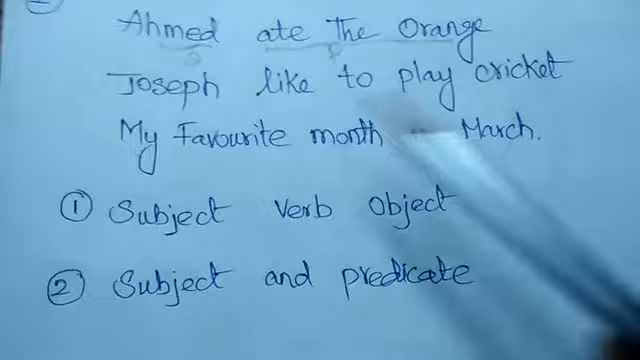 Ahmed ate the Orange
Joseph like to play cricket
My Favourite month March.
① Subject verb object
② Subject and predicate